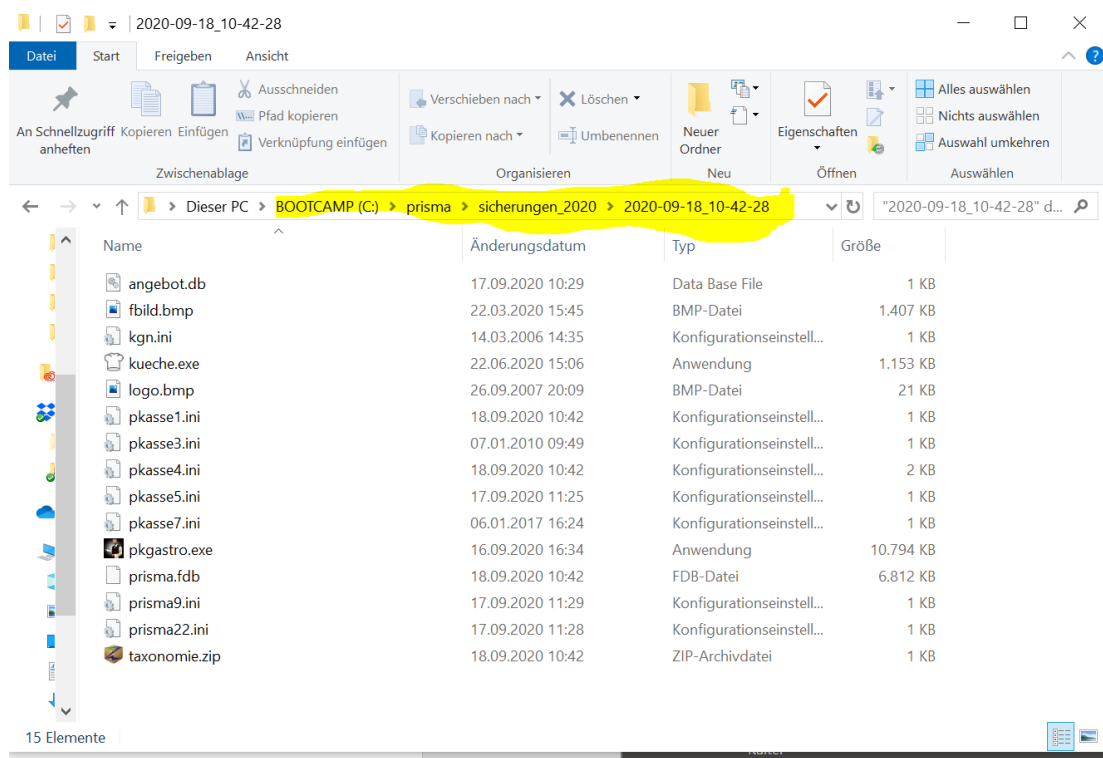 2020-09-18_10-42-28
Datei Start Freigeben Ansicht
An Schnellzugriff anheften
Kopieren
Einfügen
Ausschneiden
Pfad kopieren
Verknüpfung einfügen
Zwischenablage
Verschieben nach
Kopieren nach
Löschen
Umbenennen
Organisieren
Neuer Ordner
Neu
Eigenschaften
Öffnen
Alles auswählen
Nichts auswählen
Auswahl umkehren
Auswählen
Dieser PC > BOOTCAMP (C:) > prisma > sicherungen_2020 > 2020-09-18_10-42-28
"2020-09-18_10-42-28" d...
Name Änderungsdatum Typ Größe
angebot.db 17.09.2020 10:29 Data Base File 1 KB
fbild.bmp 22.03.2020 15:45 BMP-Datei 1.407 KB
kgn.ini 14.03.2006 14:35 Konfigurationseinstell... 1 KB
kueche.exe 22.06.2020 15:06 Anwendung 1.153 KB
logo.bmp 26.09.2007 20:09 BMP-Datei 21 KB
pkasse1.ini 18.09.2020 10:42 Konfigurationseinstell... 1 KB
pkasse3.ini 07.01.2010 09:49 Konfigurationseinstell... 1 KB
pkasse4.ini 18.09.2020 10:42 Konfigurationseinstell... 2 KB
pkasse5.ini 17.09.2020 11:25 Konfigurationseinstell... 1 KB
pkasse7.ini 06.01.2017 16:24 Konfigurationseinstell... 1 KB
pkgastro.exe 16.09.2020 16:34 Anwendung 10.794 KB
prisma.fdb 18.09.2020 10:42 FDB-Datei 6.812 KB
prisma9.ini 17.09.2020 11:29 Konfigurationseinstell... 1 KB
prisma22.ini 17.09.2020 11:28 Konfigurationseinstell... 1 KB
taxonomie.zip 18.09.2020 10:42 ZIP-Archivdatei 1 KB
15 Elemente